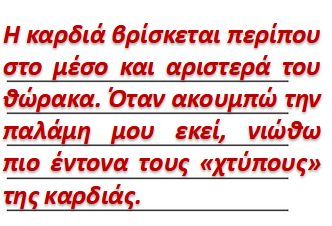 Η καρδιά βρίσκεται περίπου
στο μέσο και αριστερά του
θώρακα. Όταν ακουμπώ την
παλάμη μου εκεί, νιώθω
πιο έντονα τους «χτύπους»
της καρδιάς.